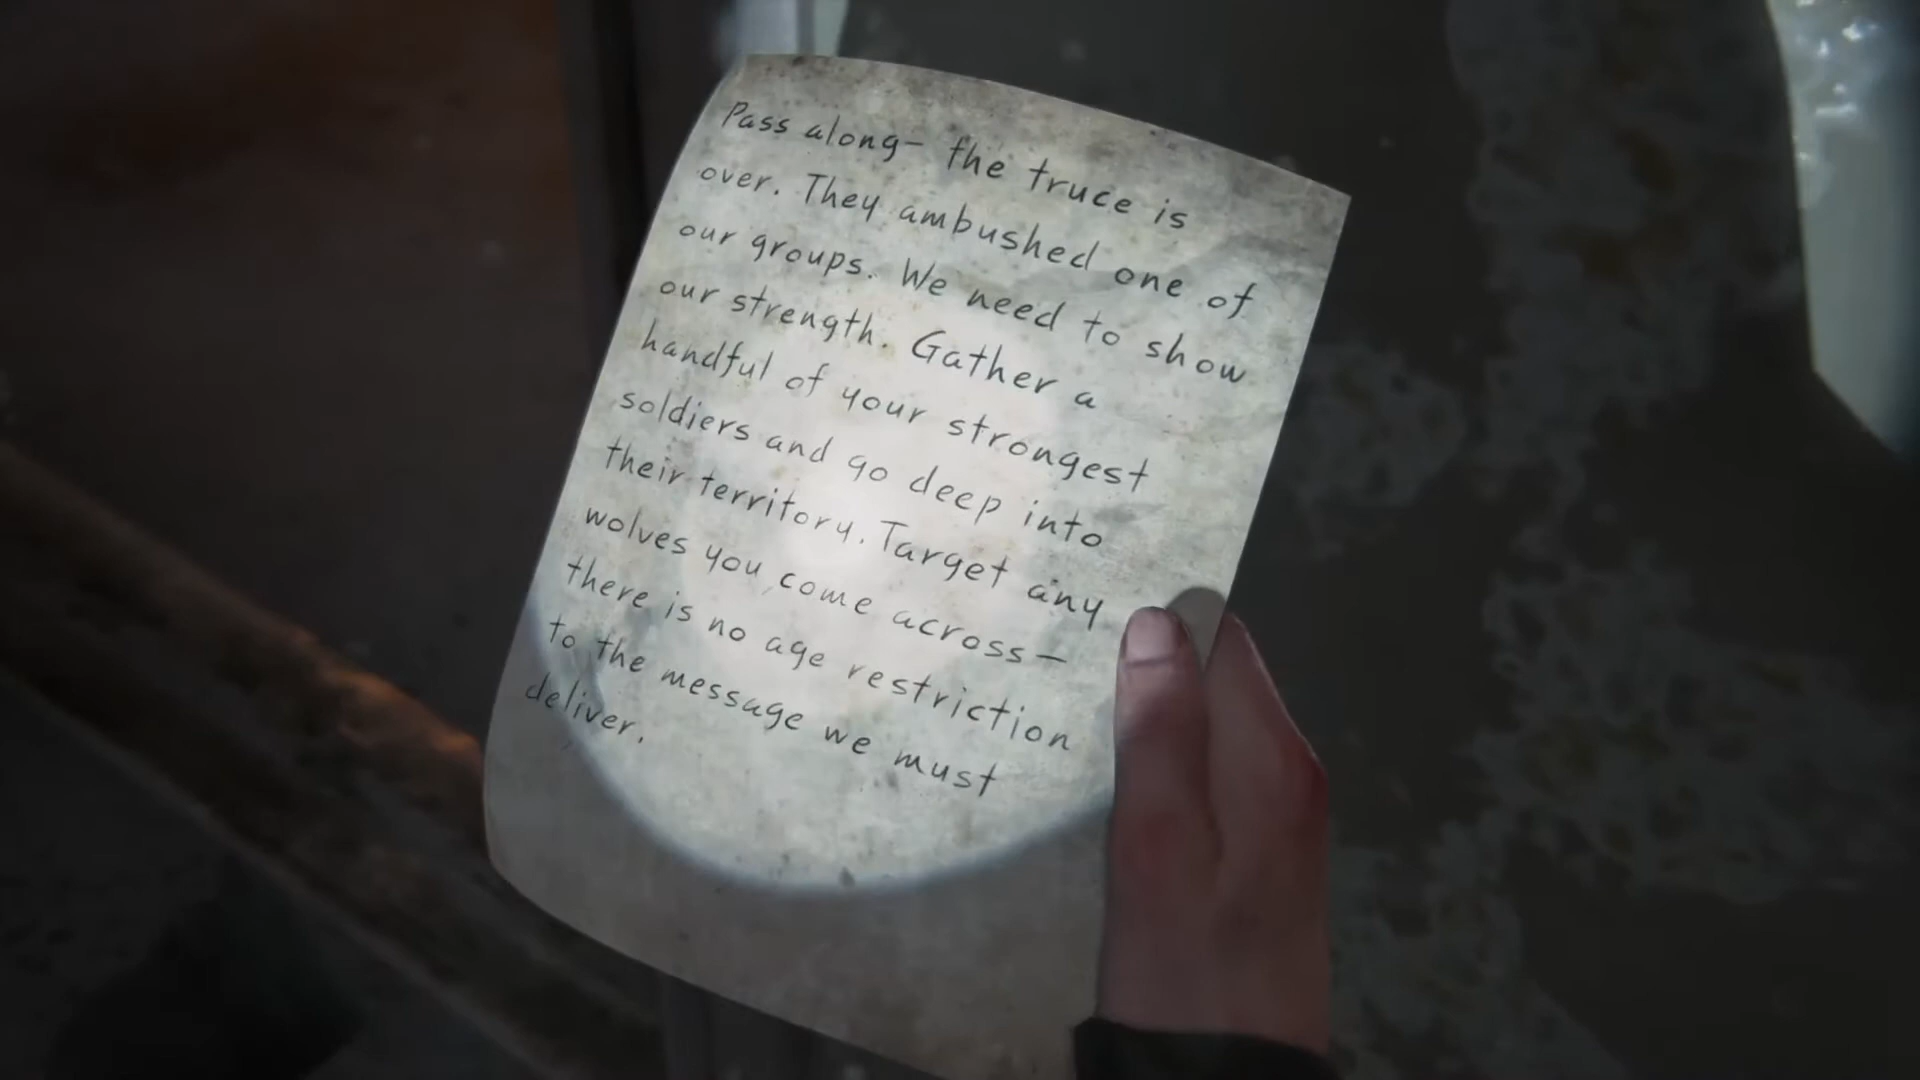 Pass along- the truce is
over. They ambushed one of
our groups. We need to show
our strength. Gather a
handful of your strongest
soldiers and go deep into
their territory. Target any
wolves you come across-
there is no age restriction
to the message we must
deliver.